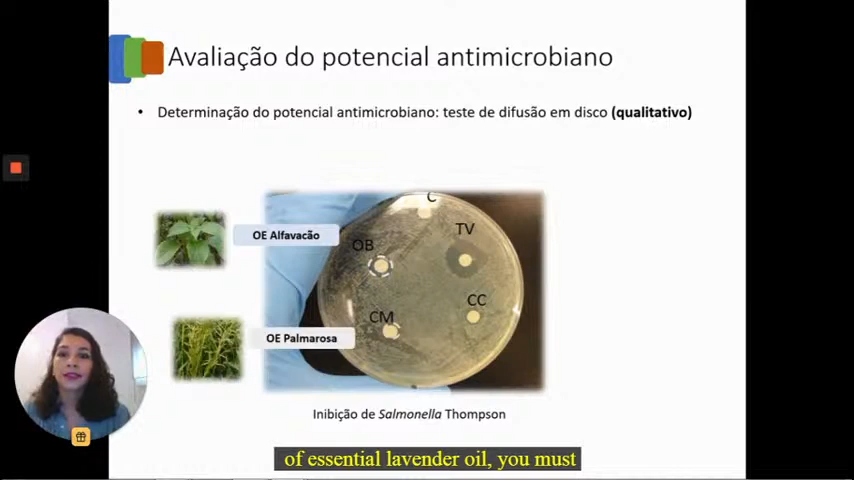 Avaliação do potencial antimicrobiano
• Determinação do potencial antimicrobiano: teste de difusão em disco (qualitativo)
C
TV
OE Alfavacão
OB
CC
CM
OE Palmarosa
Inibição de Salmonella Thompson
of essential lavender oil, you must